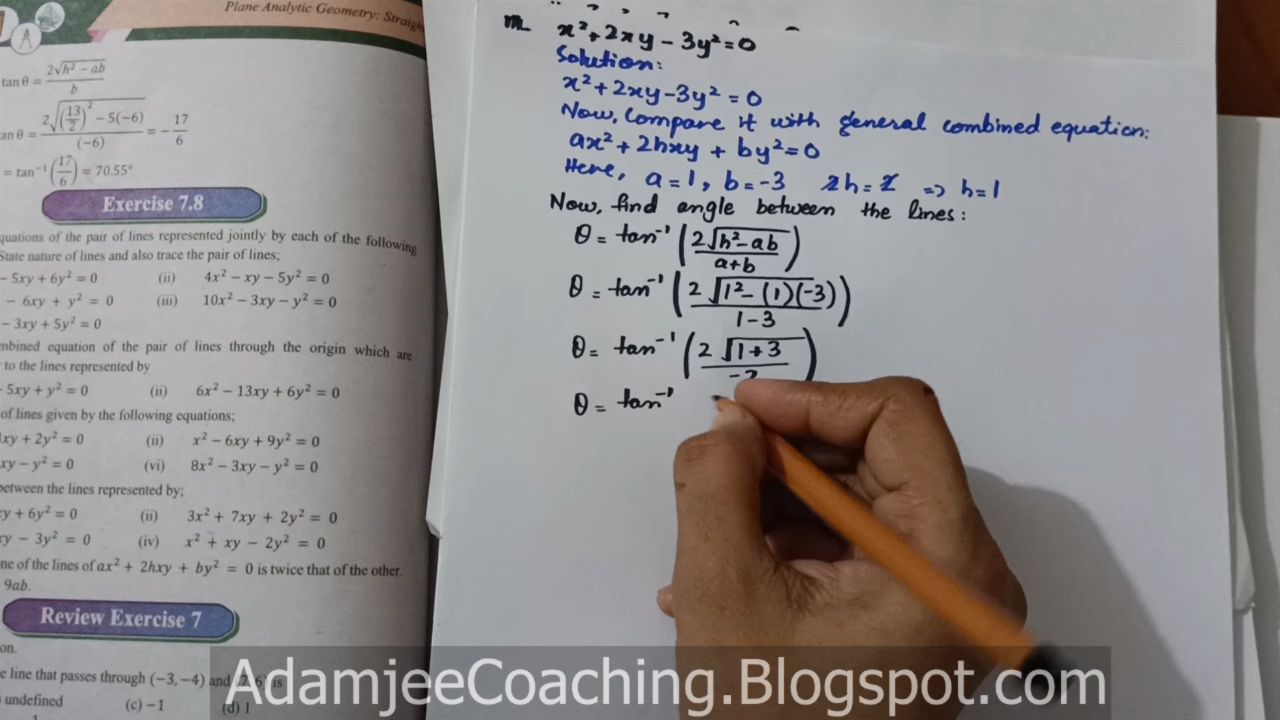 Plane Analytic Geometry: Straigh
tan θ = 2√h² − ab / b
an θ = 2√(13/2)² − 5(−6) / (−6) = − 17/6
= tan⁻¹(17/6) = 70.55°
Exercise 7.8
quations of the pair of lines represented jointly by each of the following
State nature of lines and also trace the pair of lines;
− 5xy + 6y² = 0 (ii) 4x² − xy − 5y² = 0
− 6xy + y² = 0 (iii) 10x² − 3xy − y² = 0
− 3xy + 5y² = 0
mbined equation of the pair of lines through the origin which are
to the lines represented by
5xy + y² = 0 (ii) 6x² − 13xy + 6y² = 0
of lines given by the following equations;
xy + 2y² = 0 (ii) x² − 6xy + 9y² = 0
xy − y² = 0 (vi) 8x² − 3xy − y² = 0
between the lines represented by;
xy + 6y² = 0 (ii) 3x² + 7xy + 2y² = 0
xy − 3y² = 0 (iv) x² + xy − 2y² = 0
ne of the lines of ax² + 2hxy + by² = 0 is twice that of the other.
9ab.
Review Exercise 7
on.
e line that passes through (−3, −4) and is
undefined (c) −1 (d) 1
x² + 2xy − 3y² = 0
Solution:
x² + 2xy − 3y² = 0
Now, compare it with general combined equation:
ax² + 2hxy + by² = 0
Here, a = 1, b = −3 2h = 2 => h = 1
Now, find angle between the lines:
θ = tan⁻¹ (2√h² − ab / a+b)
θ = tan⁻¹ (2√1² − (1)(−3) / 1−3)
θ = tan⁻¹ (2√1+3 / −2)
θ = tan⁻¹
AdamjeeCoaching.Blogspot.com